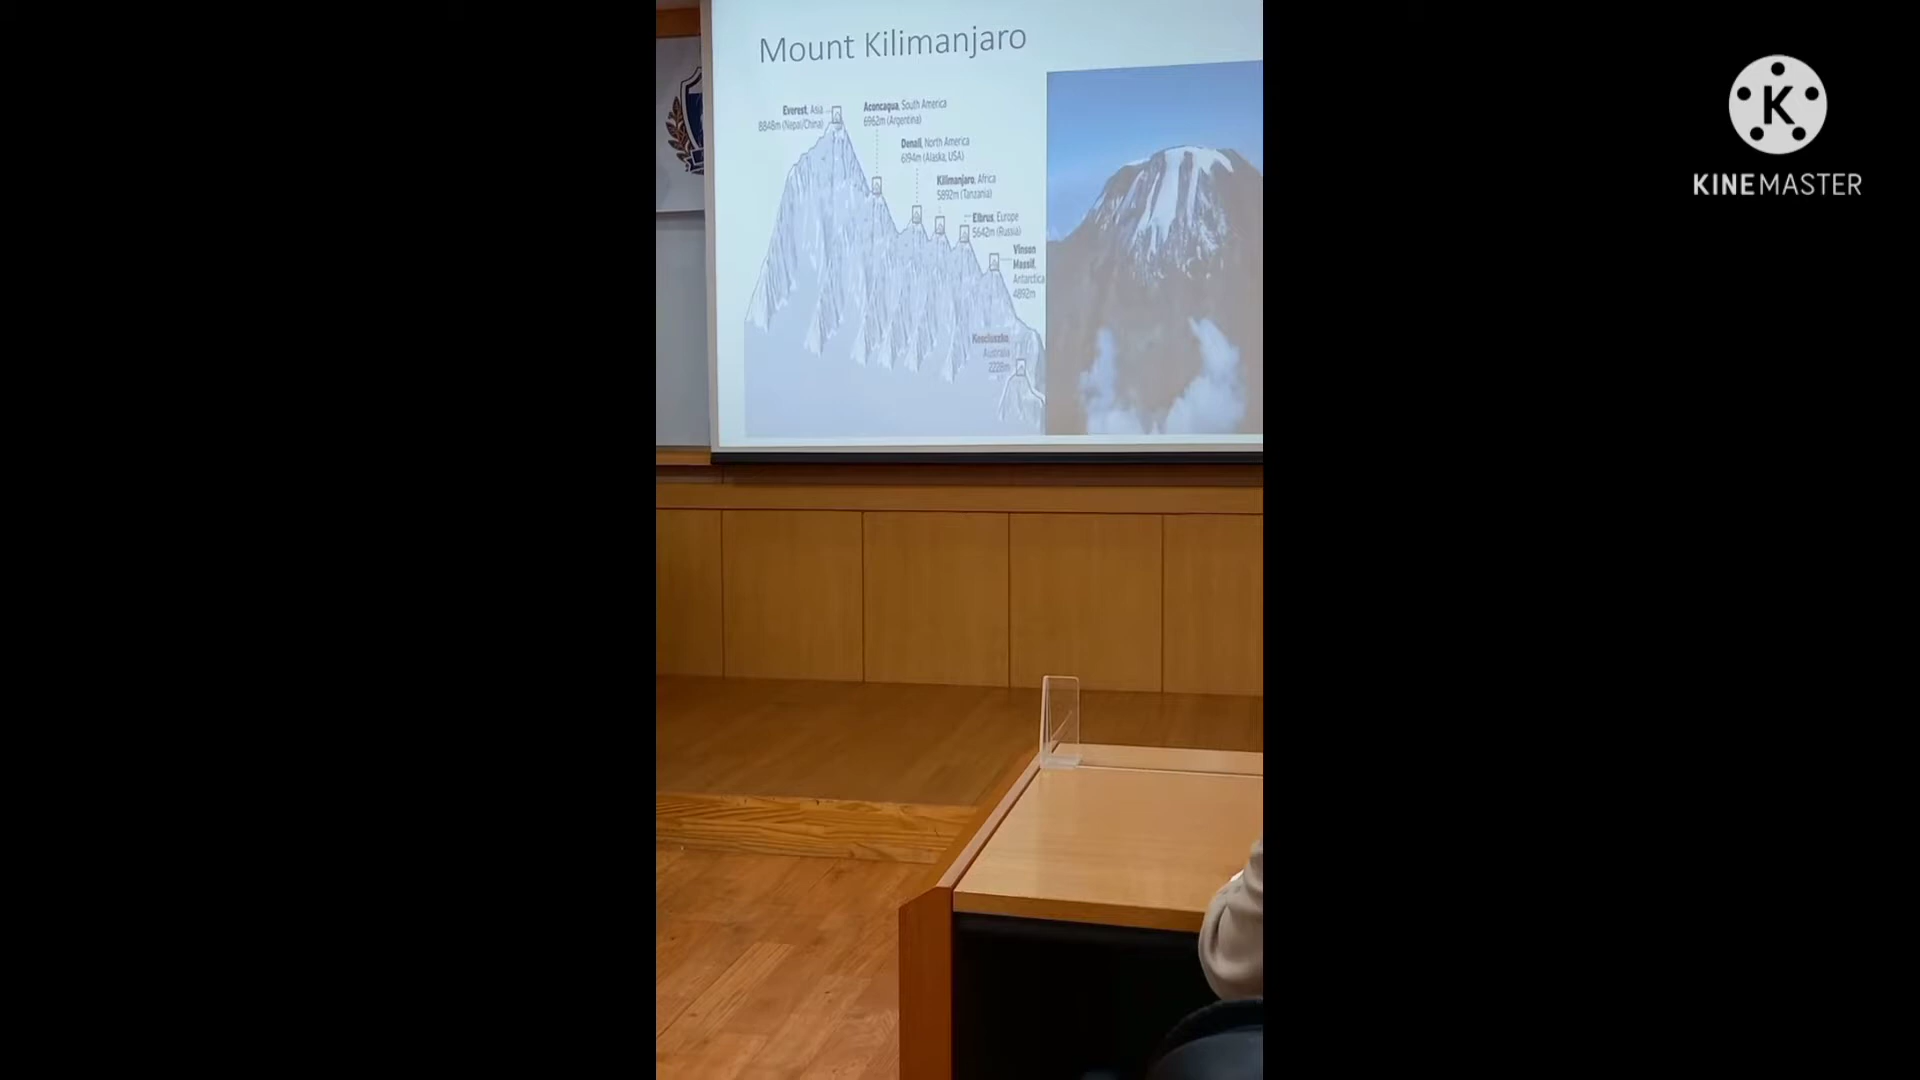 Mount Kilimanjaro
Everest, Asia
8848m (Nepal/China)
Aconcagua, South America
6962m (Argentina)
Denali, North America
6194m (Alaska, USA)
Kilimanjaro, Africa
5892m (Tanzania)
Elbrus, Europe
5642m (Russia)
Vinson
Massif,
Antarctica
4892m
Kosciuszko,
Australia
2228m
K
KINEMASTER